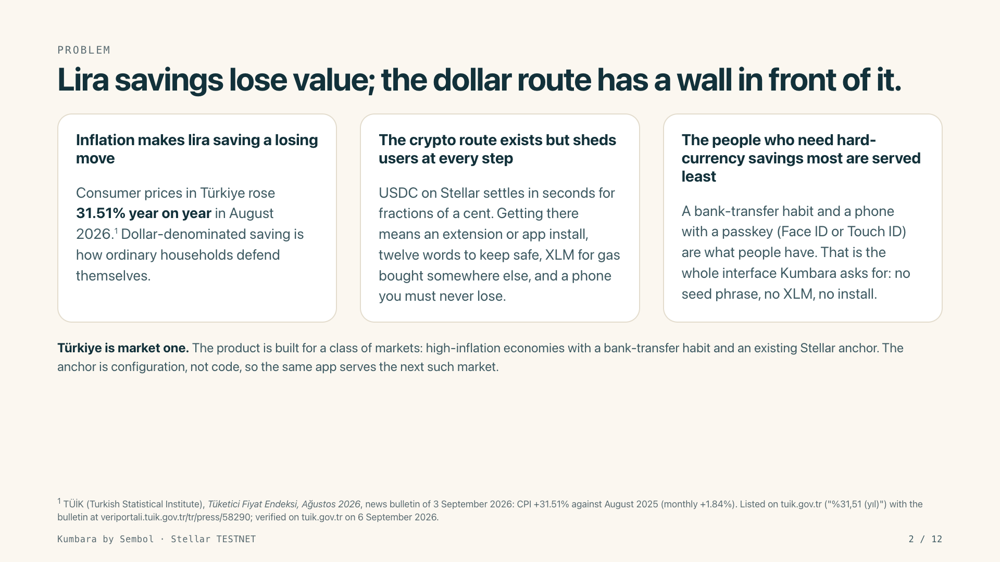 PROBLEM
Lira savings lose value; the dollar route has a wall in front of it.
Inflation makes lira saving a losing
move
Consumer prices in Türkiye rose
31.51% year on year in August
2026.¹ Dollar-denominated saving is
how ordinary households defend
themselves.
The crypto route exists but sheds
users at every step
USDC on Stellar settles in seconds for
fractions of a cent. Getting there
means an extension or app install,
twelve words to keep safe, XLM for gas
bought somewhere else, and a phone
you must never lose.
The people who need hard-
currency savings most are served
least
A bank-transfer habit and a phone
with a passkey (Face ID or Touch ID)
are what people have. That is the
whole interface Kumbara asks for: no
seed phrase, no XLM, no install.
Türkiye is market one. The product is built for a class of markets: high-inflation economies with a bank-transfer habit and an existing Stellar anchor. The
anchor is configuration, not code, so the same app serves the next such market.
¹ TÜİK (Turkish Statistical Institute), Tüketici Fiyat Endeksi, Ağustos 2026, news bulletin of 3 September 2026: CPI +31.51% against August 2025 (monthly +1.84%). Listed on tuik.gov.tr ("%31,51 (yıl)") with the
bulletin at veriportali.tuik.gov.tr/tr/press/58290; verified on tuik.gov.tr on 6 September 2026.
Kumbara by Sembol · Stellar TESTNET
2 / 12